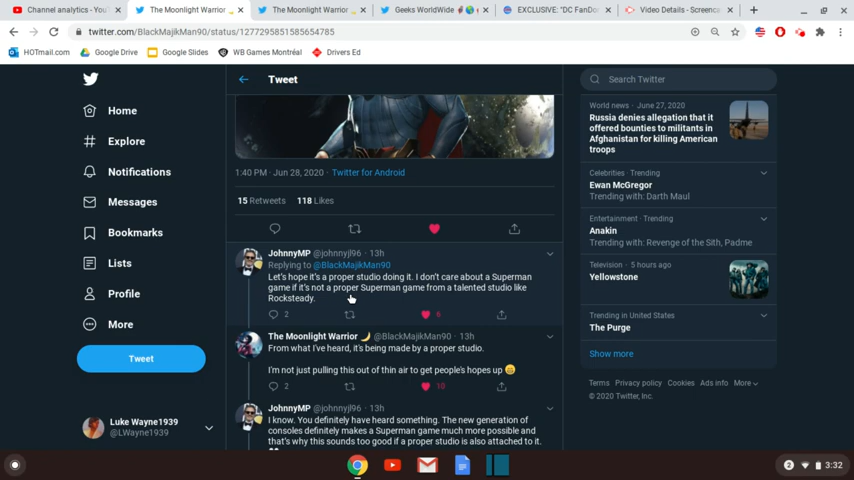 Channel analytics - YouT
The Moonlight Warrior
The Moonlight Warrior
Geeks WorldWide
EXCLUSIVE: "DC FanDo
Video Details - Screenca
twitter.com/BlackMajikMan90/status/1277295851586554785
HOTmail.com
Google Drive
Google Slides
WB Games Montréal
Drivers Ed
Home
Explore
Notifications
Messages
Bookmarks
Lists
Profile
More
Tweet
Luke Wayne1939
@LWayne1939
Tweet
1:40 PM · Jun 28, 2020 · Twitter for Android
15 Retweets 118 Likes
JohnnyMP @johnnyjl96 · 13h
Replying to @BlackMajikMan90
Let's hope it's a proper studio doing it. I don't care about a Superman
game if it's not a proper Superman game from a talented studio like
Rocksteady.
2 6
The Moonlight Warrior 🌙 @BlackMajikMan90 · 13h
From what I've heard, it's being made by a proper studio.
I'm not just pulling this out of thin air to get people's hopes up
2 10
JohnnyMP @johnnyjl96 · 13h
I know. You definitely have heard something. The new generation of
consoles definitely makes a Superman game much more possible and
that's why this sounds too good if a proper studio is also attached to it.
Search Twitter
World news · June 27, 2020
Russia denies allegation that it
offered bounties to militants in
Afghanistan for killing American
troops
Celebrities · Trending
Ewan McGregor
Trending with: Darth Maul
Entertainment · Trending
Anakin
Trending with: Revenge of the Sith, Padme
Television · 5 hours ago
Yellowstone
Trending in United States
The Purge
Show more
Terms Privacy policy Cookies Ads info More
© 2020 Twitter, Inc.
2 3:32